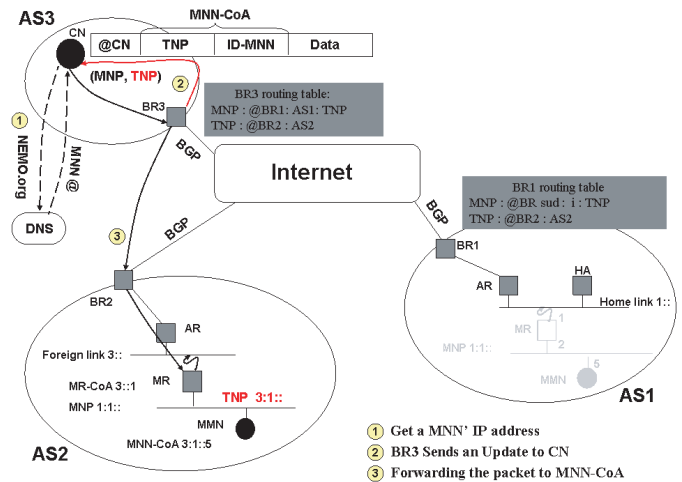 AS3
CN
MNN-CoA
@CN TNP ID-MNN Data
(MNP, TNP)
2
BR3
BR3 routing table:
MNP : @BR1: AS1: TNP
TNP : @BR2 : AS2
1
NEMO.org
MNN @
DNS
BGP
Internet
BGP
BGP
3
BR1 routing table
MNP : @BR sud : i : TNP
TNP : @BR2 : AS2
BR1
AR
HA
Home link 1::
MR
1
2
MNP 1:1::
5
MMN
AS1
BR2
AR
Foreign link 3::
MR
MR-CoA 3::1
MNP 1:1::
TNP 3:1::
MMN
MNN-CoA 3:1::5
AS2
1 Get a MNN' IP address
2 BR3 Sends an Update to CN
3 Forwarding the packet to MNN-CoA